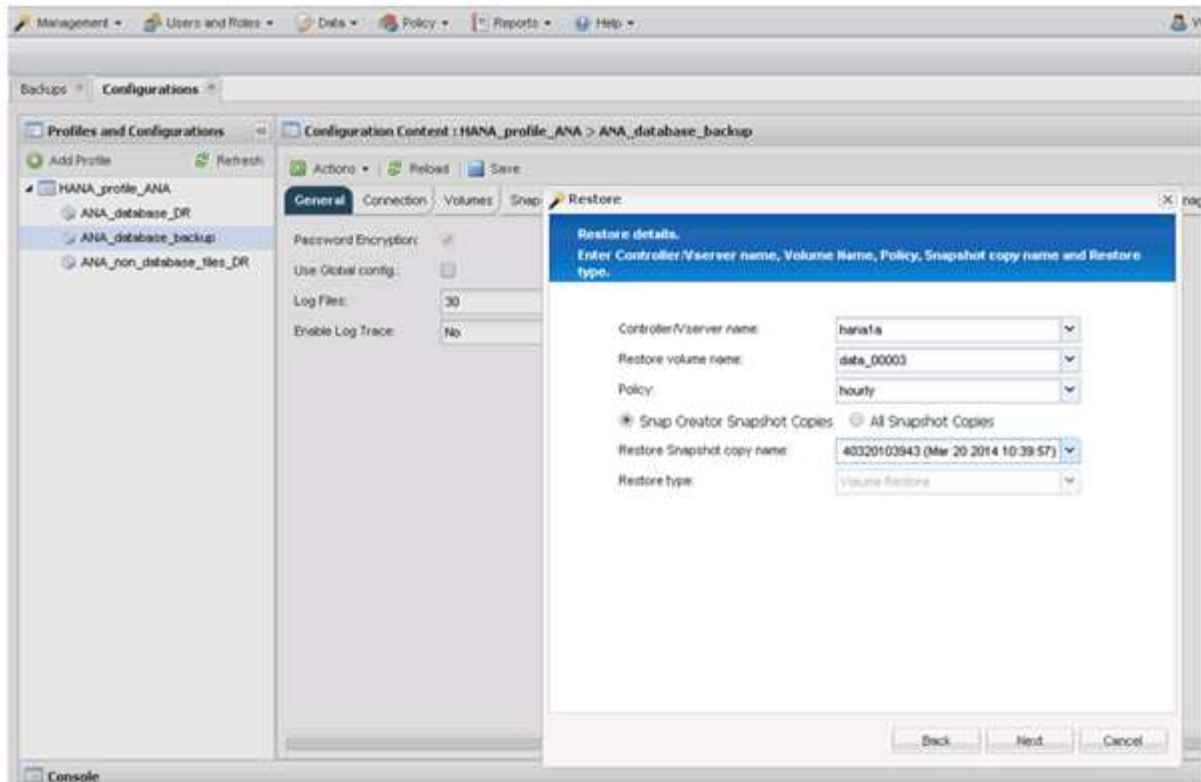 Management Users and Roles Data Policy Reports Help
Backups Configurations
Profiles and Configurations
Add Profile Refresh
HANA_profile_ANA
ANA_database_DR
ANA_database_backup
ANA_non_database_files_DR
Configuration Content : HANA_profile_ANA > ANA_database_backup
Actions Reload Save
General Connection Volumes Snap
Password Encryption:
Use Global config.:
Log Files: 30
Enable Log Trace: No
Restore
Restore details.
Enter Controller/Vserver name, Volume Name, Policy, Snapshot copy name and Restore
type.
Controller/Vserver name: hana1a
Restore volume name: data_00003
Policy: hourly
Snap Creator Snapshot Copies All Snapshot Copies
Restore Snapshot copy name: 40320103943 (Mar 20 2014 10:39:57)
Restore type: Volume Restore
Back Next Cancel
Console